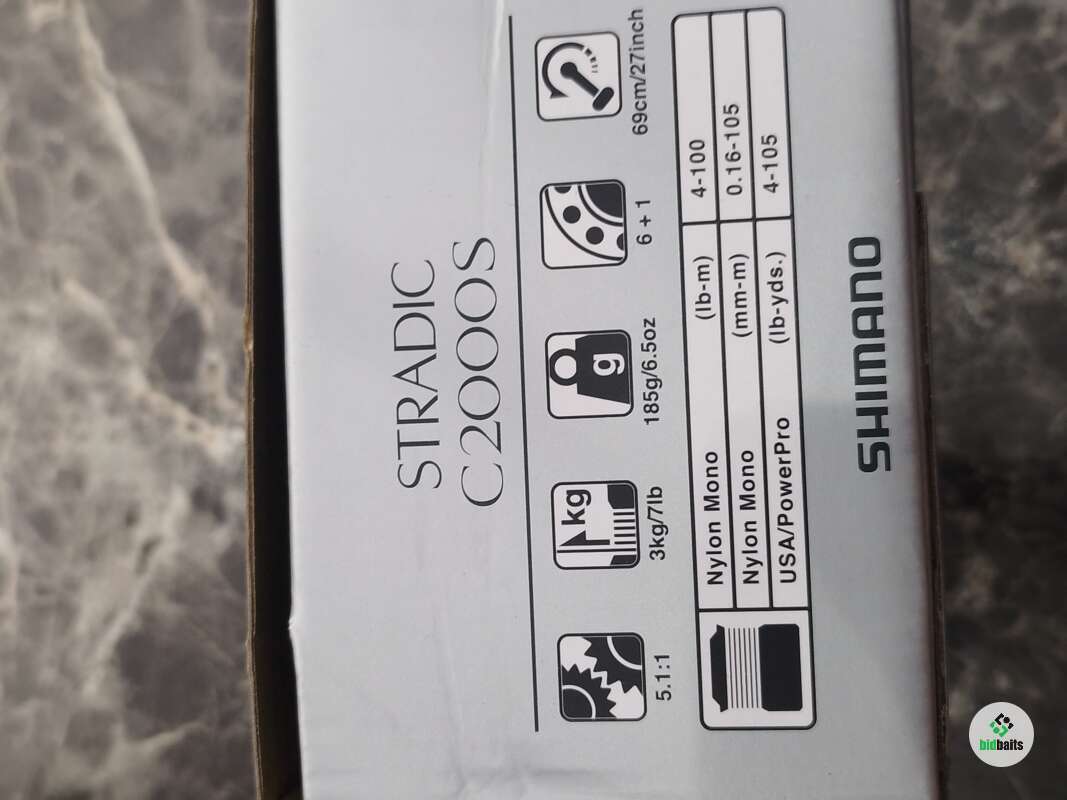 STRADIC
C2000S
5.1:1
kg
3kg/7lb
g
185g/6.5oz
6 + 1
69cm/27inch
Nylon Mono (lb-m) 4-100
Nylon Mono (mm-m) 0.16-105
USA/PowerPro (lb-yds.) 4-105
SHIMANO
bidbaits